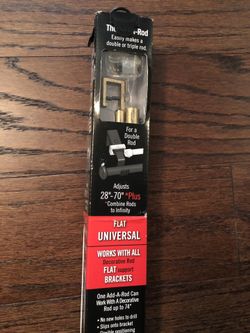 The
-Rod
Easily makes a
double or triple rod.
For a
Double
Rod
Adjusts
28"-70" *Plus
*Combine Rods
to Infinity
FLAT
UNIVERSAL
WORKS WITH ALL
Decorative Rod
FLAT support
BRACKETS
One Add-A-Rod Can
Work With A Decorative
Rod up to 74"
• No new holes to drill
• Slips onto bracket